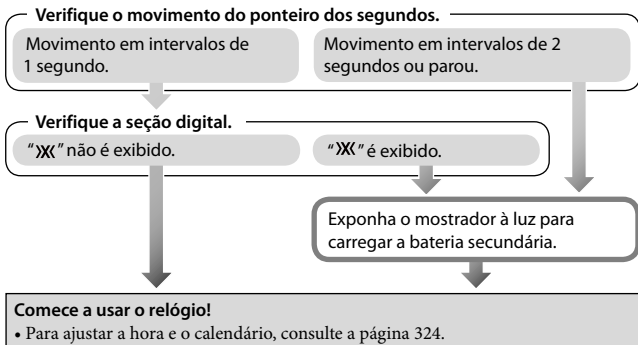 Verifique o movimento do ponteiro dos segundos.
Movimento em intervalos de
1 segundo.
Movimento em intervalos de 2
segundos ou parou.
Verifique a seção digital.
" " não é exibido.
" " é exibido.
Exponha o mostrador à luz para
carregar a bateria secundária.
Comece a usar o relógio!
• Para ajustar a hora e o calendário, consulte a página 324.